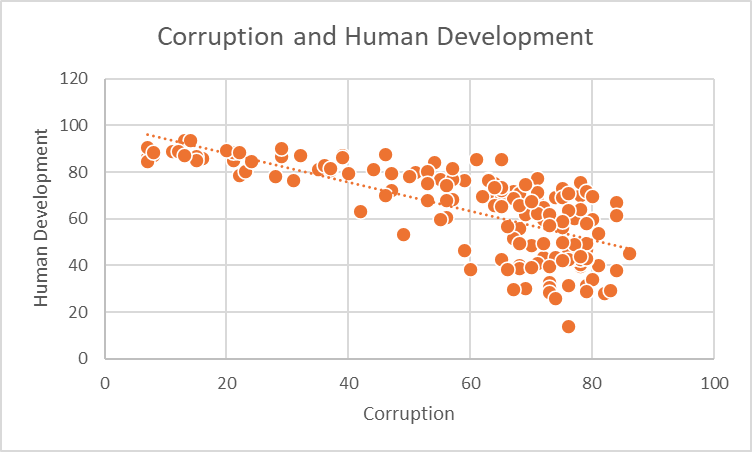 Corruption and Human Development
120
100
80
60
40
20
0
Human Development
0 20 40 60 80 100
Corruption